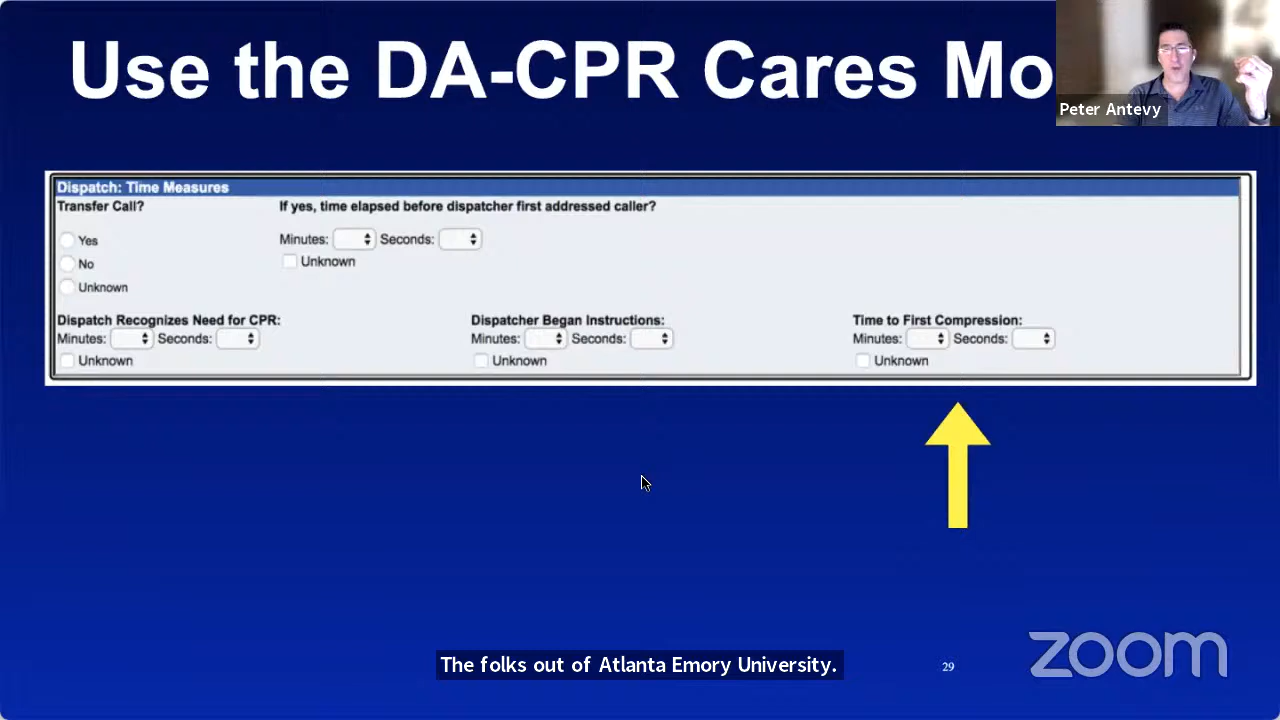 Use the DA-CPR Cares Mo
Peter Antevy
Dispatch: Time Measures
Transfer Call? If yes, time elapsed before dispatcher first addressed caller?
Yes Minutes: Seconds:
No Unknown
Unknown
Dispatch Recognizes Need for CPR: Dispatcher Began Instructions: Time to First Compression:
Minutes: Seconds: Minutes: Seconds: Minutes: Seconds:
Unknown Unknown Unknown
The folks out of Atlanta Emory University.
29
zoom